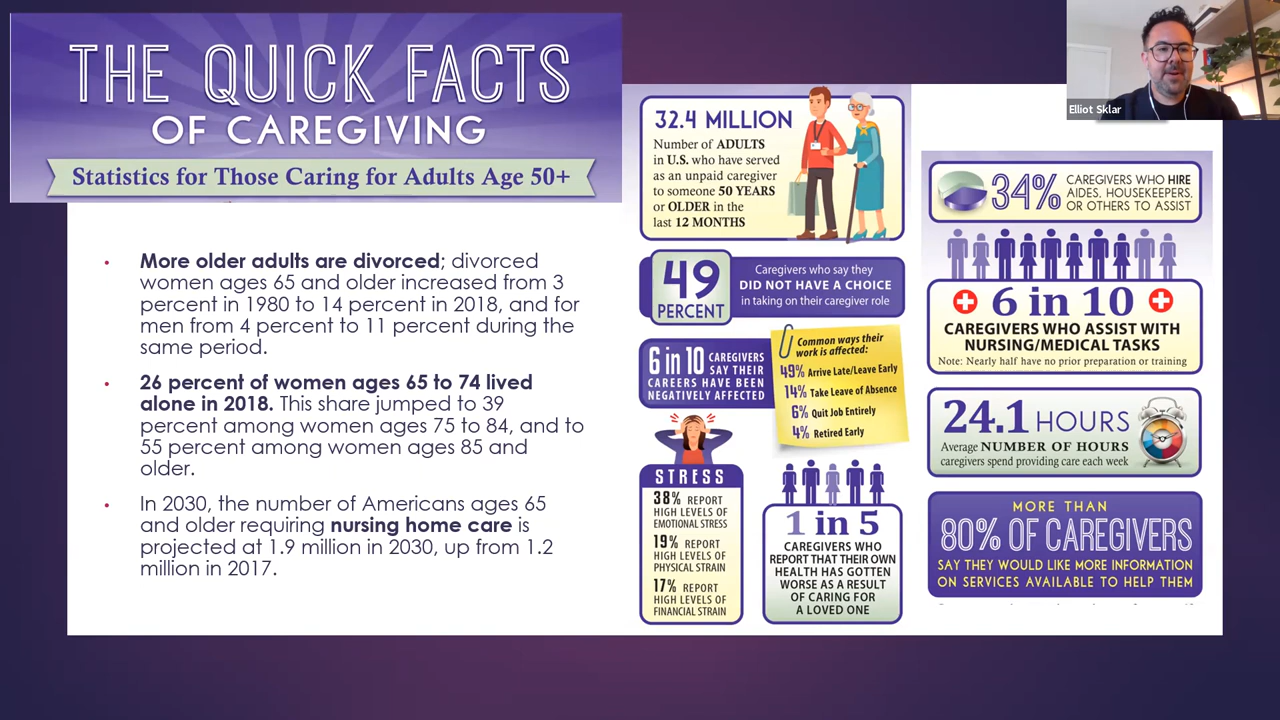 THE QUICK FACTS
OF CAREGIVING
Statistics for Those Caring for Adults Age 50+
• More older adults are divorced; divorced
women ages 65 and older increased from 3
percent in 1980 to 14 percent in 2018, and for
men from 4 percent to 11 percent during the
same period.
• 26 percent of women ages 65 to 74 lived
alone in 2018. This share jumped to 39
percent among women ages 75 to 84, and to
55 percent among women ages 85 and
older.
• In 2030, the number of Americans ages 65
and older requiring nursing home care is
projected at 1.9 million in 2030, up from 1.2
million in 2017.
32.4 MILLION
Number of ADULTS
in U.S. who have served
as an unpaid caregiver
to someone 50 YEARS
or OLDER in the
last 12 MONTHS
49
PERCENT
Caregivers who say they
DID NOT HAVE A CHOICE
in taking on their caregiver role
6 in 10 CAREGIVERS
SAY THEIR
CAREERS HAVE BEEN
NEGATIVELY AFFECTED
Common ways their
work is affected:
49% Arrive Late/Leave Early
14% Take Leave of Absence
6% Quit Job Entirely
4% Retired Early
STRESS
38% REPORT
HIGH LEVELS OF
EMOTIONAL STRESS
19% REPORT
HIGH LEVELS OF
PHYSICAL STRAIN
17% REPORT
HIGH LEVELS OF
FINANCIAL STRAIN
1 in 5
CAREGIVERS WHO
REPORT THAT THEIR OWN
HEALTH HAS GOTTEN
WORSE AS A RESULT
OF CARING FOR
A LOVED ONE
Elliot Sklar
34% CAREGIVERS WHO HIRE
AIDES, HOUSEKEEPERS,
OR OTHERS TO ASSIST
6 in 10
CAREGIVERS WHO ASSIST WITH
NURSING/MEDICAL TASKS
Note: Nearly half have no prior preparation or training
24.1 HOURS
Average NUMBER OF HOURS
caregivers spend providing care each week
MORE THAN
80% OF CAREGIVERS
SAY THEY WOULD LIKE MORE INFORMATION
ON SERVICES AVAILABLE TO HELP THEM